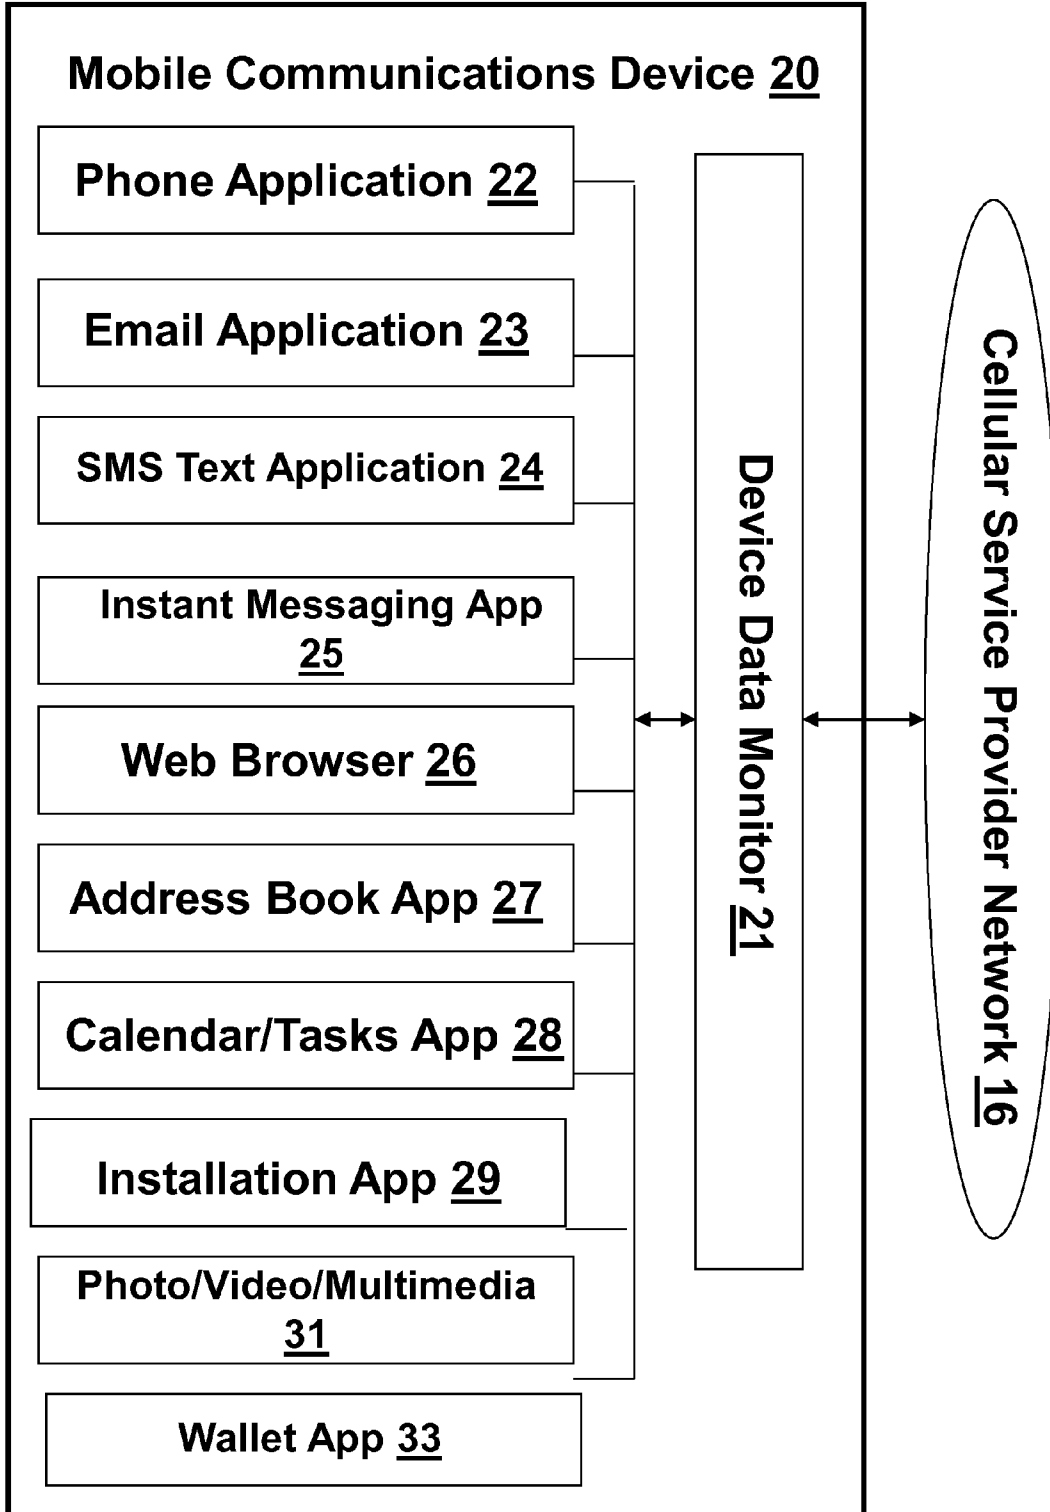 Mobile Communications Device 20
Phone Application 22
Email Application 23
SMS Text Application 24
Instant Messaging App
25
Web Browser 26
Address Book App 27
Calendar/Tasks App 28
Installation App 29
Photo/Video/Multimedia
31
Wallet App 33
Device Data Monitor 21
Cellular Service Provider Network 16